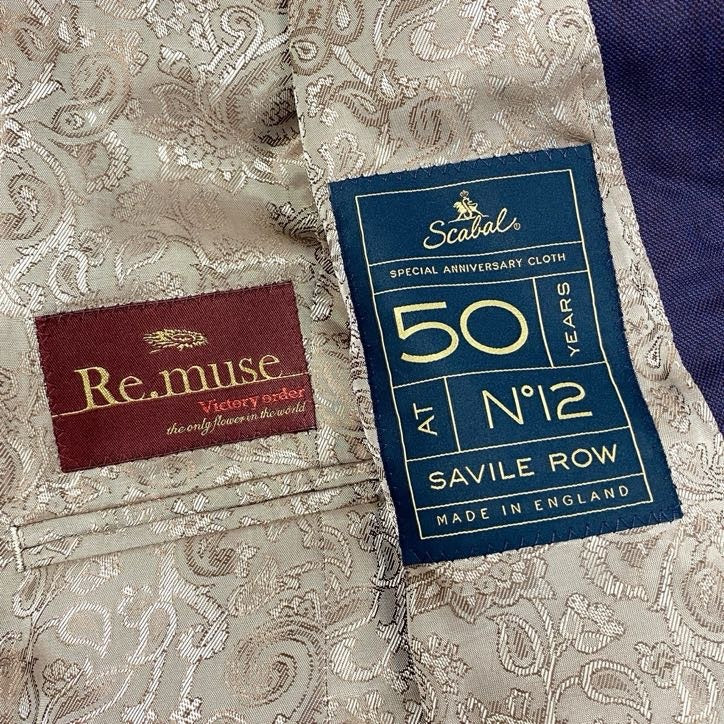 Re.muse
Victory order
the only flower in the world
Scabal®
SPECIAL ANNIVERSARY CLOTH
50
YEARS
AT
N°12
SAVILE ROW
MADE IN ENGLAND